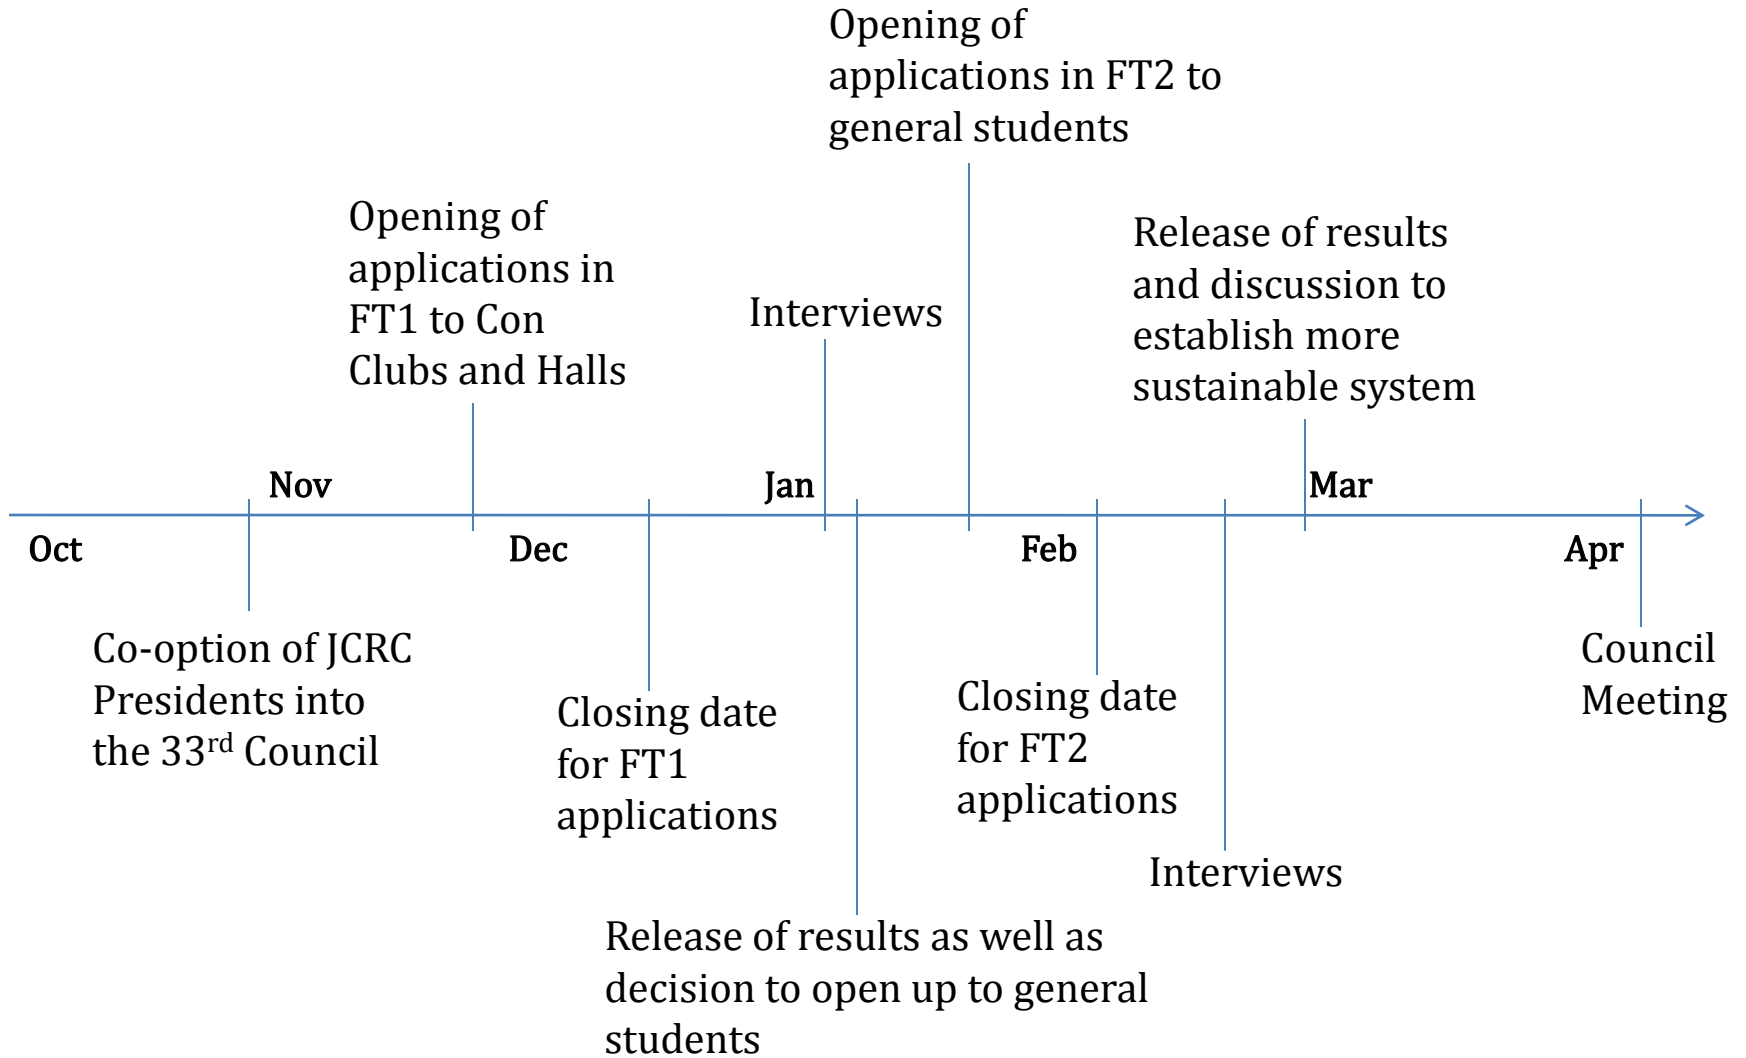 Opening of
applications in FT2 to
general students
Opening of
applications in
FT1 to Con
Clubs and Halls
Interviews
Release of results
and discussion to
establish more
sustainable system
Nov
Jan
Mar
Oct
Dec
Feb
Apr
Co-option of JCRC
Presidents into
the 33rd Council
Closing date
for FT1
applications
Closing date
for FT2
applications
Council
Meeting
Interviews
Release of results as well as
decision to open up to general
students